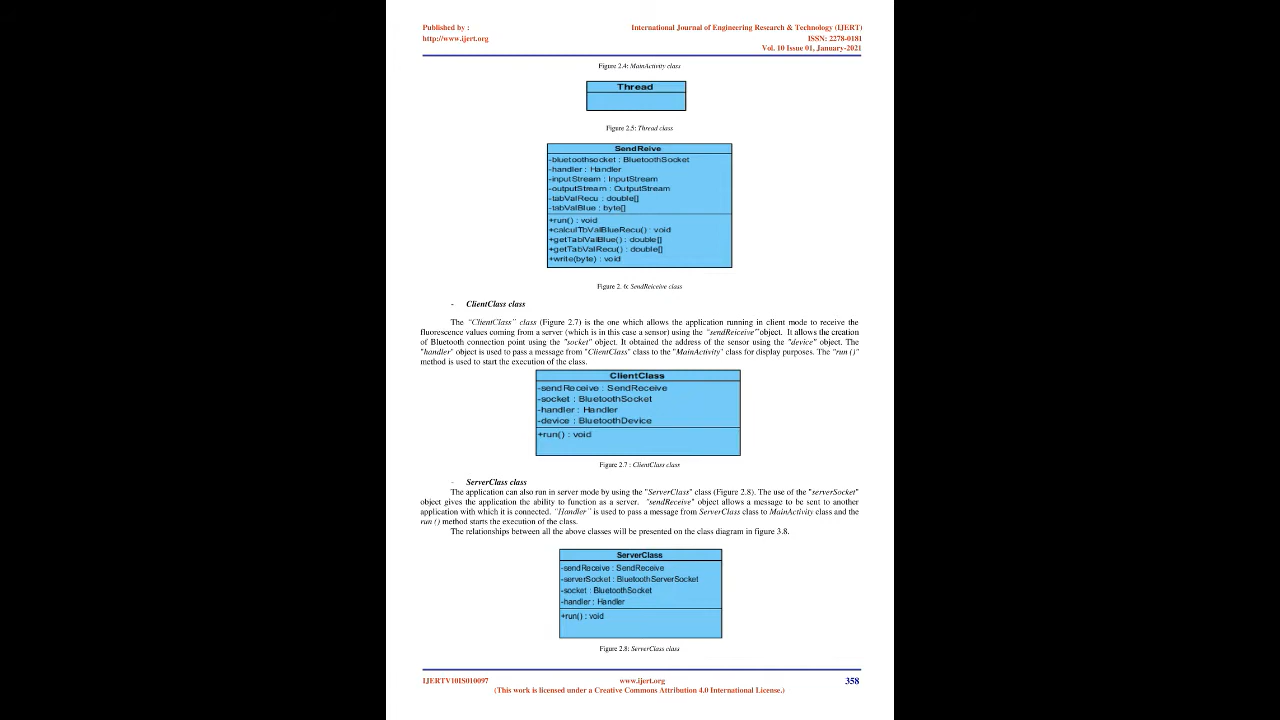 Published by :
International Journal of Engineering Research & Technology (IJERT)
http://www.ijert.org
ISSN: 2278-0181
Vol. 10 Issue 01, January-2021
Figure 2.4: MainActivity class
Thread
Figure 2.5: Thread class
SendReive
-bluetoothsocket : BluetoothSocket
-handler : Handler
-inputStream : InputStream
-outputStream : OutputStream
-tabValRecu : double[]
-tabValBlue : byte[]
+run() : void
+calculTbValBlueRecu() : void
+getTablValBlue() : double[]
+getTabValRecu() : double[]
+write(byte) : void
Figure 2. 6: SendReiceive class
- ClientClass class
The "ClientClass" class (Figure 2.7) is the one which allows the application running in client mode to receive the
fluorescence values coming from a server (which is in this case a sensor) using the "sendReiceive" object. It allows the creation
of Bluetooth connection point using the "socket" object. It obtained the address of the sensor using the "device" object. The
"handler" object is used to pass a message from "ClientClass" class to the "MainActivity" class for display purposes. The "run ()"
method is used to start the execution of the class.
ClientClass
-sendReceive : SendReceive
-socket : BluetoothSocket
-handler : Handler
-device : BluetoothDevice
+run() : void
Figure 2.7 : ClientClass class
- ServerClass class
The application can also run in server mode by using the "ServerClass" class (Figure 2.8). The use of the "serverSocket"
object gives the application the ability to function as a server. "sendReceive" object allows a message to be sent to another
application with which it is connected. "Handler" is used to pass a message from ServerClass class to MainActivity class and the
run () method starts the execution of the class.
The relationships between all the above classes will be presented on the class diagram in figure 3.8.
ServerClass
-sendReceive : SendReceive
-serverSocket : BluetoothServerSocket
-socket : BluetoothSocket
-handler : Handler
+run() : void
Figure 2.8: ServerClass class
IJERTV10IS010097
www.ijert.org
358
(This work is licensed under a Creative Commons Attribution 4.0 International License.)